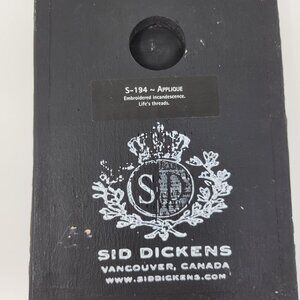 S-194 ~ APPLIQUE
Embroidered incandescence.
Life's threads.
SD
SID DICKENS
VANCOUVER, CANADA
WWW.SIDDICKENS.COM